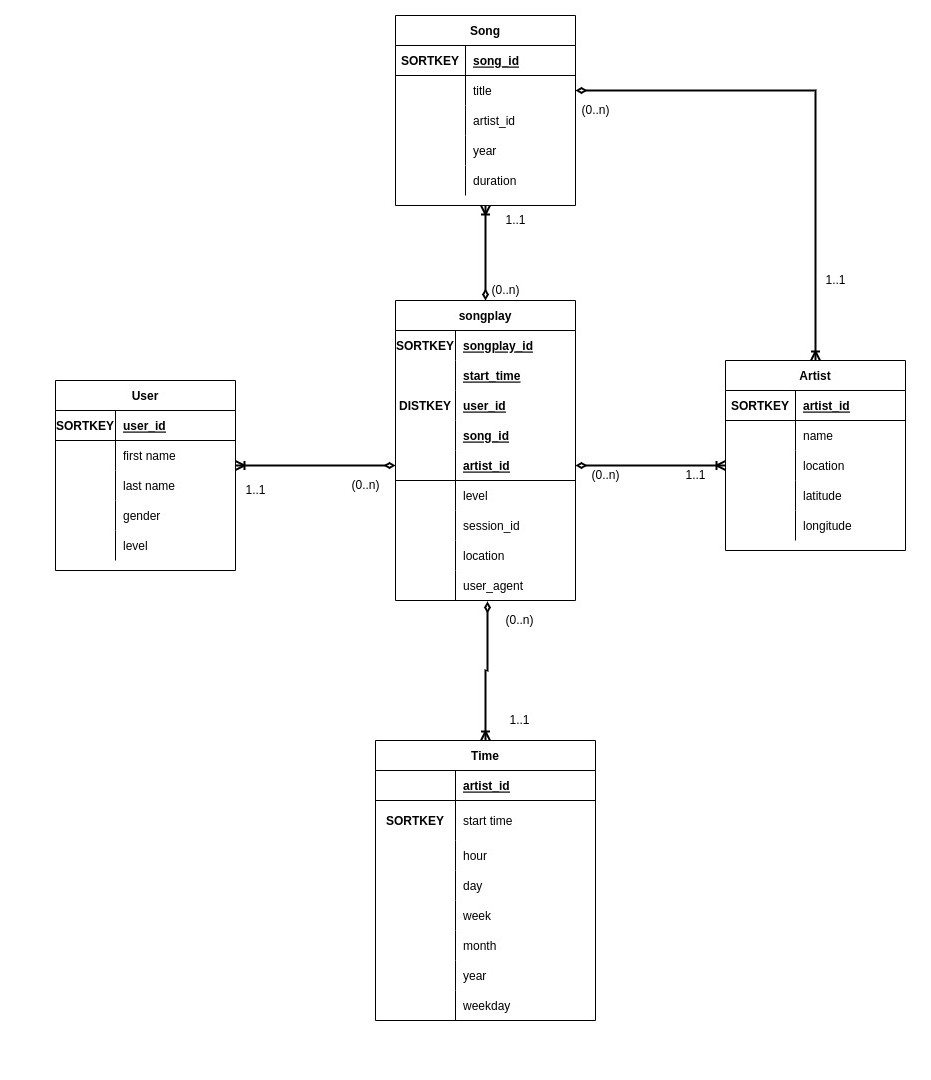 Song
SORTKEY song_id
title
artist_id
year
duration
(0..n)
1..1
1..1
(0..n)
songplay
SORTKEY songplay_id
start_time
DISTKEY user_id
song_id
artist_id
level
session_id
location
user_agent
User
SORTKEY user_id
first name
last name
gender
level
1..1
(0..n)
(0..n)
1..1
Artist
SORTKEY artist_id
name
location
latitude
longitude
(0..n)
1..1
Time
artist_id
SORTKEY start time
hour
day
week
month
year
weekday